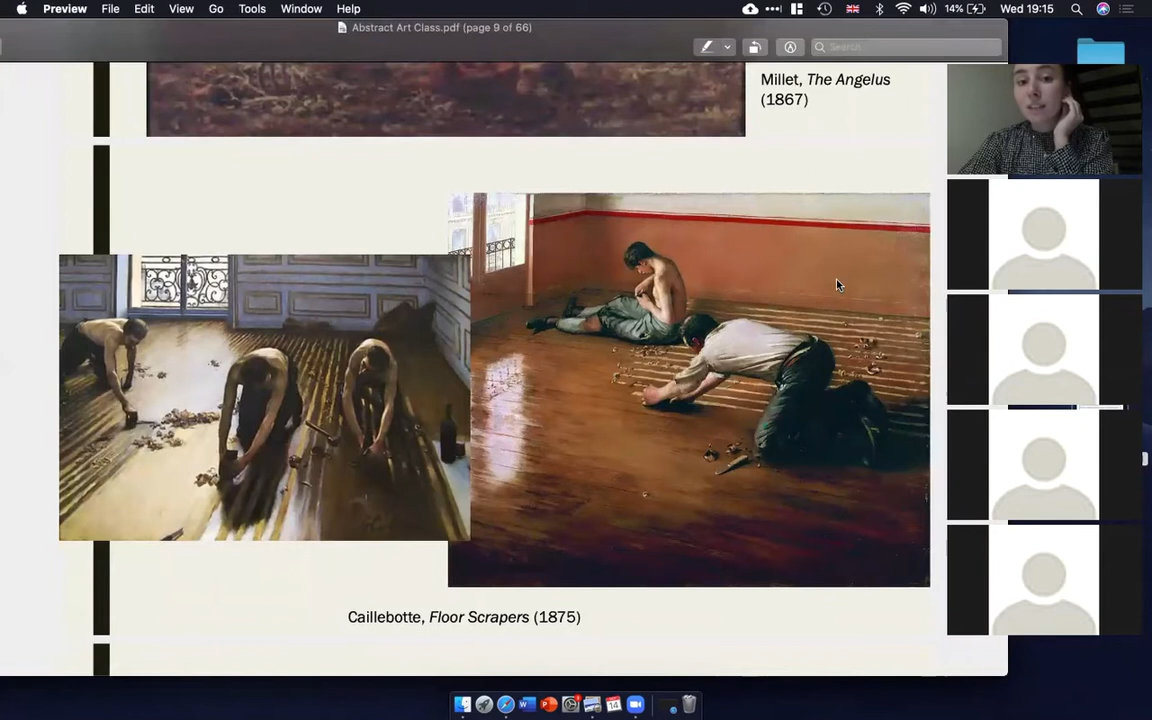 Preview File Edit View Go Tools Window Help 14% Wed 19:15
Abstract Art Class.pdf (page 9 of 66)
Search
Millet, The Angelus
(1867)
Caillebotte, Floor Scrapers (1875)